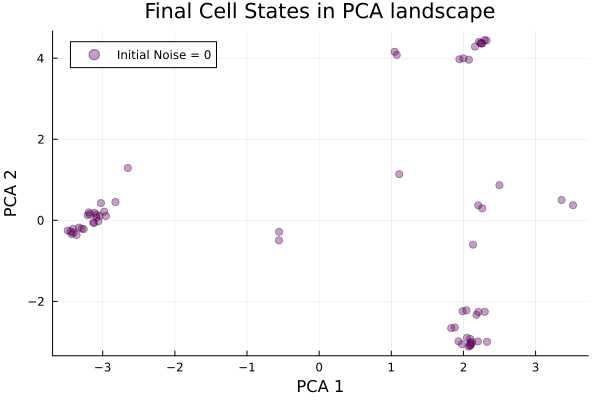 Final Cell States in PCA landscape
Initial Noise = 0
PCA 2
4
2
0
−2
−3
−2
−1
0
1
2
3
PCA 1